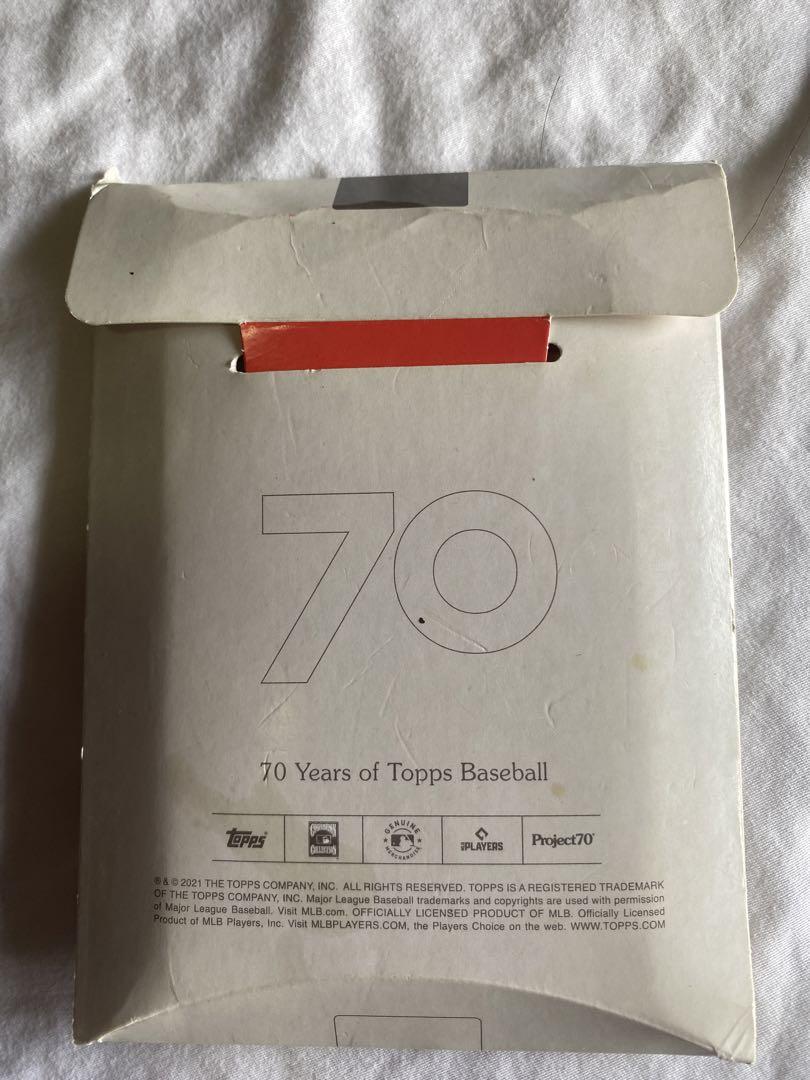 70
70 Years of Topps Baseball
topps
COOPERSTOWN COLLECTION
GENUINE MERCHANDISE
PLAYERS
Project70®
® & © 2021 THE TOPPS COMPANY, INC. ALL RIGHTS RESERVED. TOPPS IS A REGISTERED TRADEMARK
OF THE TOPPS COMPANY, INC. Major League Baseball trademarks and copyrights are used with permission
of Major League Baseball. Visit MLB.com. OFFICIALLY LICENSED PRODUCT OF MLB. Officially Licensed
Product of MLB Players, Inc. Visit MLBPLAYERS.COM, the Players Choice on the web. WWW.TOPPS.COM